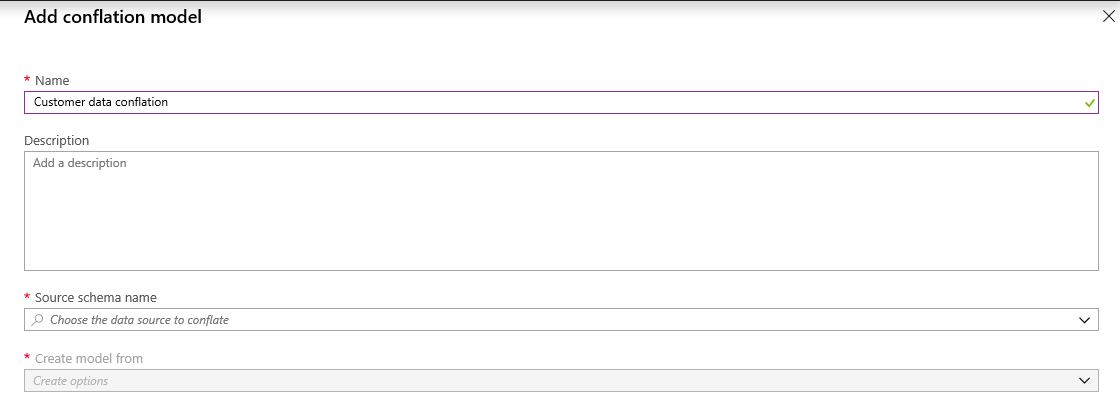 Add conflation model
* Name
Customer data conflation
Description
Add a description
* Source schema name
Choose the data source to conflate
* Create model from
Create options